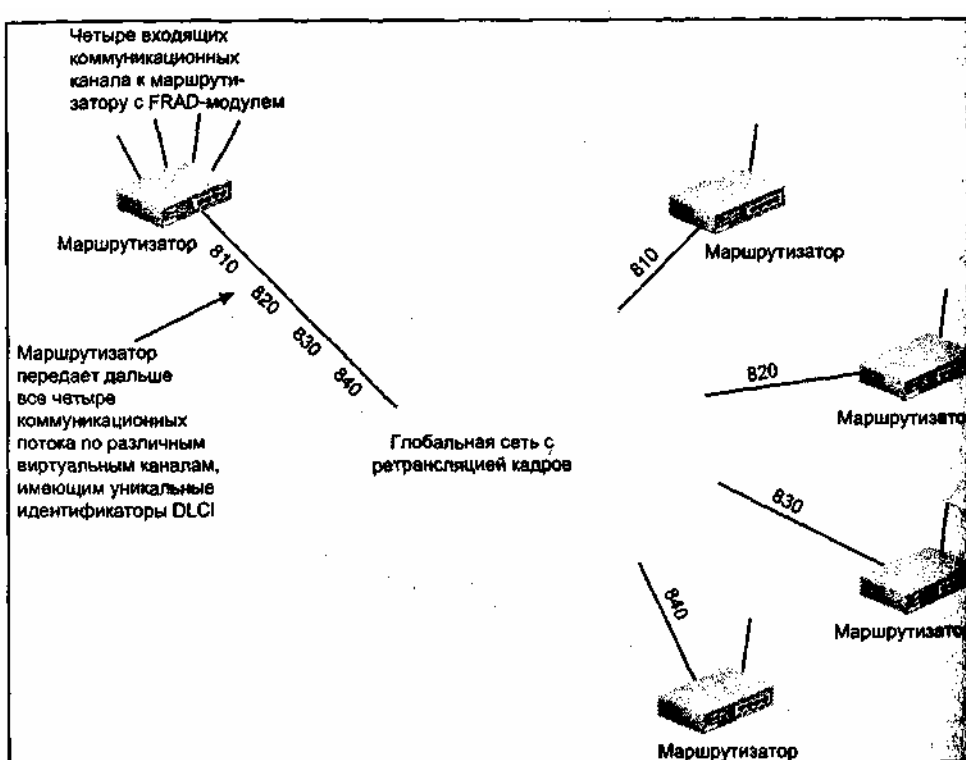 Четыре входящих
коммуникационных
канала к маршрути-
затору с FRAD-модулем
Маршрутизатор
810
820
830
840
Маршрутизатор
передает дальше
все четыре
коммуникационных
потока по различным
виртуальным каналам,
имеющим уникальные
идентификаторы DLCI
Глобальная сеть с
ретрансляцией кадров
810
Маршрутизатор
820
Маршрутизато
830
Маршрутизато
840
Маршрутизатор